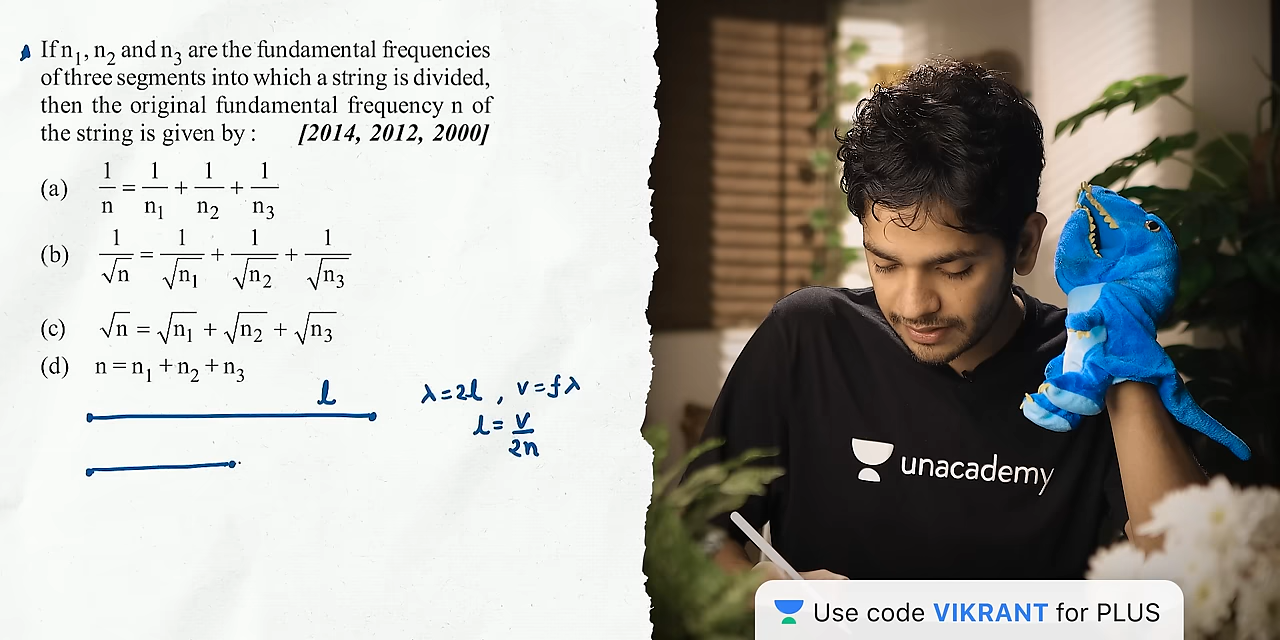 If n₁, n₂ and n₃ are the fundamental frequencies
of three segments into which a string is divided,
then the original fundamental frequency n of
the string is given by : [2014, 2012, 2000]
(a) 1/n = 1/n₁ + 1/n₂ + 1/n₃
(b) 1/√n = 1/√n₁ + 1/√n₂ + 1/√n₃
(c) √n = √n₁ + √n₂ + √n₃
(d) n = n₁ + n₂ + n₃
l
λ = 2l , v = fλ
l = v/2n
unacademy
Use code VIKRANT for PLUS